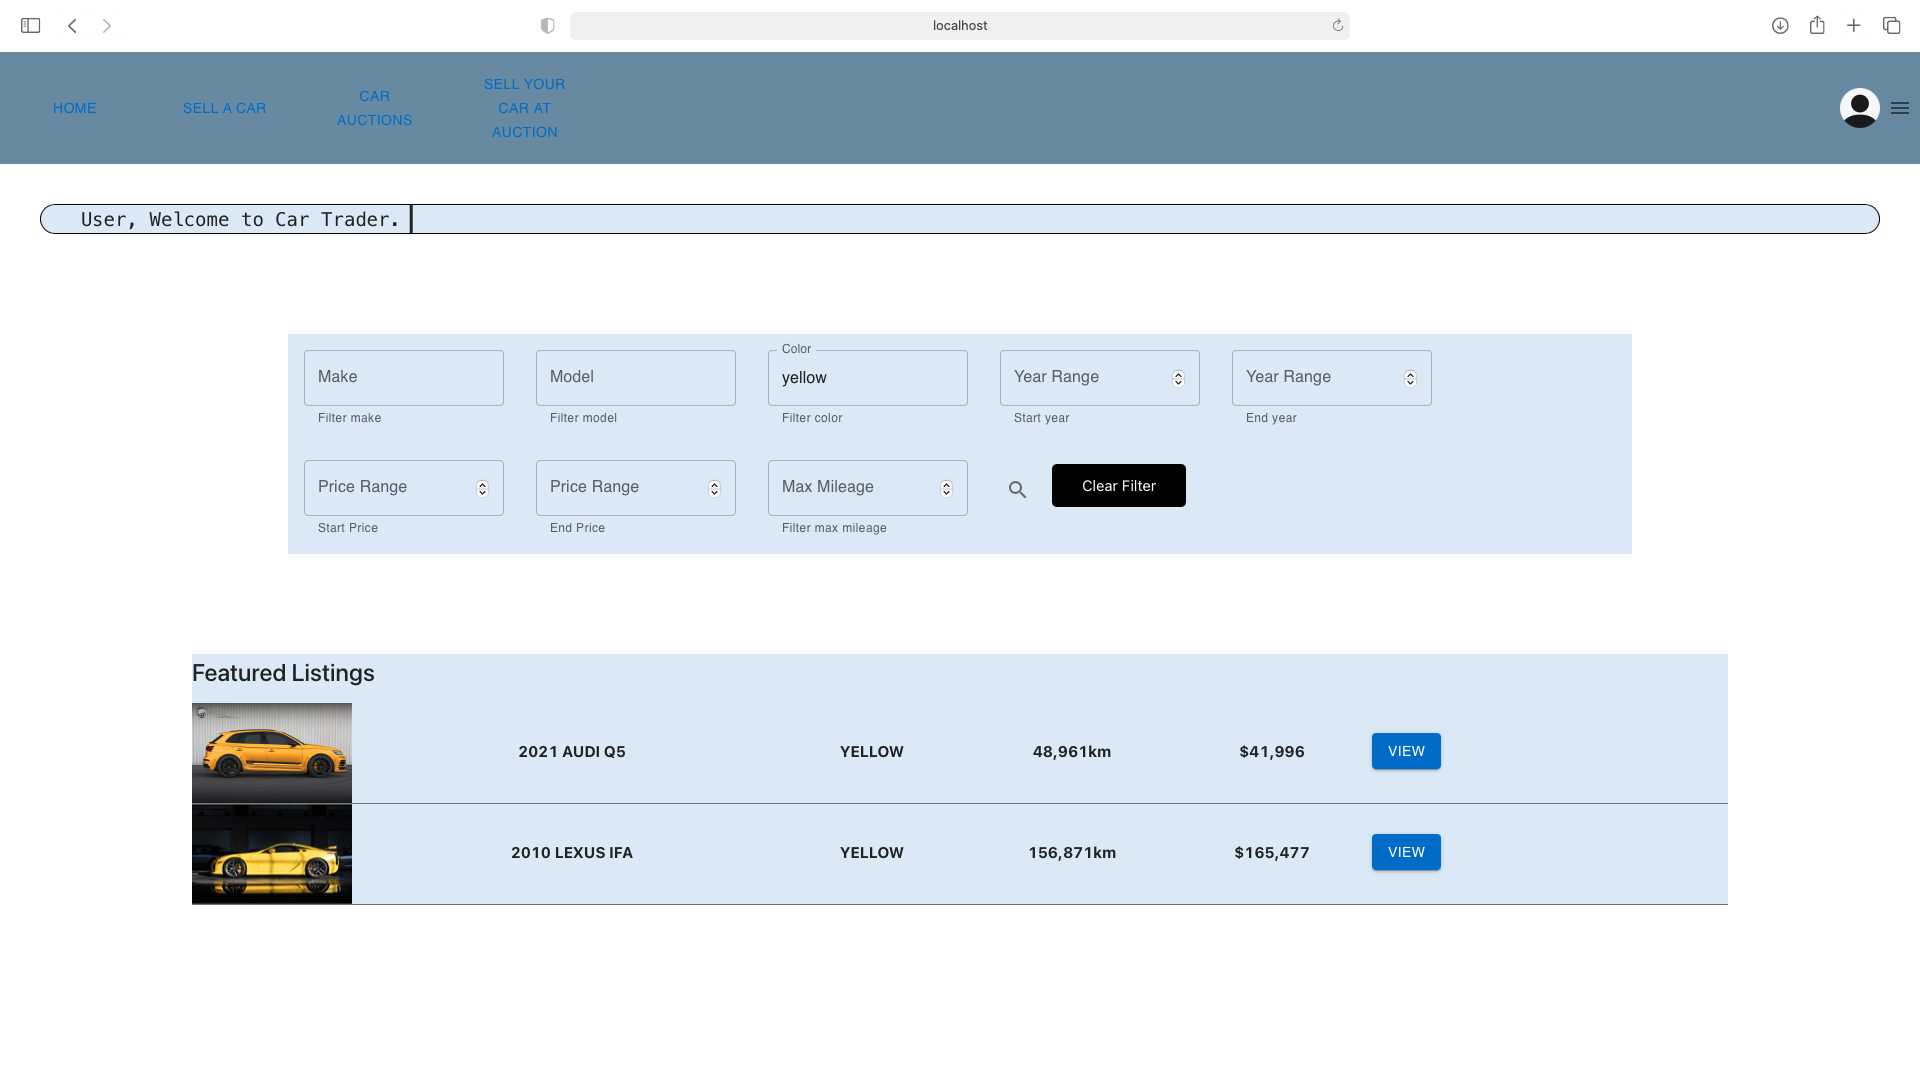 localhost
HOME
SELL A CAR
CAR
AUCTIONS
SELL YOUR
CAR AT
AUCTION
User, Welcome to Car Trader.
Make
Filter make
Model
Filter model
Color
yellow
Filter color
Year Range
Start year
Year Range
End year
Price Range
Start Price
Price Range
End Price
Max Mileage
Filter max mileage
Clear Filter
Featured Listings
2021 AUDI Q5 YELLOW 48,961km $41,996 VIEW
2010 LEXUS IFA YELLOW 156,871km $165,477 VIEW